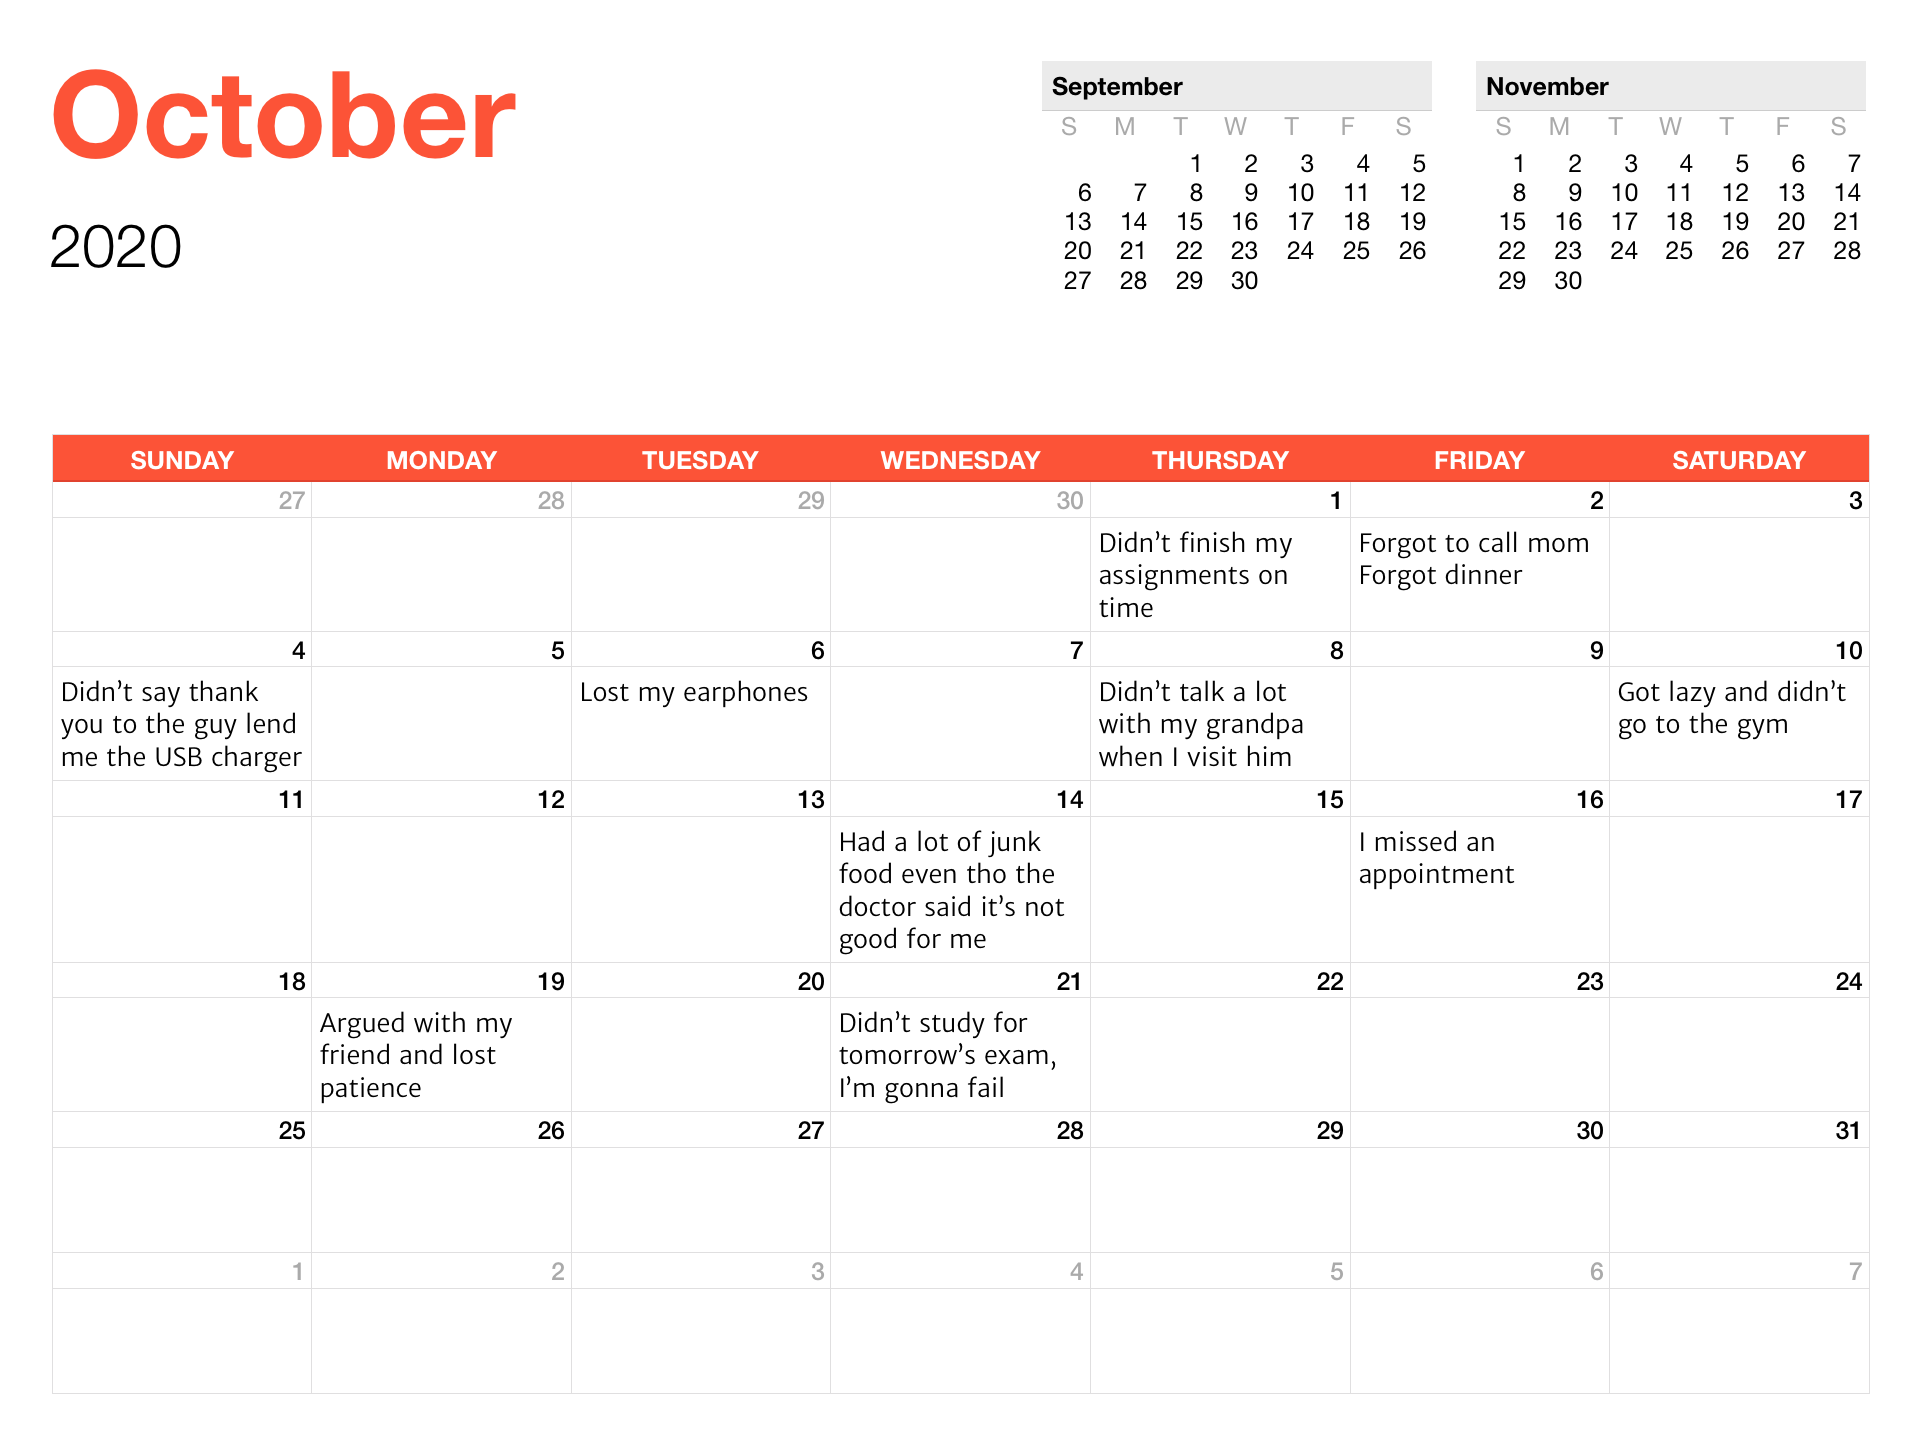 October
2020
September
S M T W T F S
1 2 3 4 5
6 7 8 9 10 11 12
13 14 15 16 17 18 19
20 21 22 23 24 25 26
27 28 29 30
November
S M T W T F S
1 2 3 4 5 6 7
8 9 10 11 12 13 14
15 16 17 18 19 20 21
22 23 24 25 26 27 28
29 30
SUNDAY MONDAY TUESDAY WEDNESDAY THURSDAY FRIDAY SATURDAY
27 28 29 30 1 2 3
Didn’t finish my
assignments on
time
Forgot to call mom
Forgot dinner
4 5 6 7 8 9 10
Didn’t say thank
you to the guy lend
me the USB charger
Lost my earphones
Didn’t talk a lot
with my grandpa
when I visit him
Got lazy and didn’t
go to the gym
11 12 13 14 15 16 17
Had a lot of junk
food even tho the
doctor said it’s not
good for me
I missed an
appointment
18 19 20 21 22 23 24
Argued with my
friend and lost
patience
Didn’t study for
tomorrow’s exam,
I’m gonna fail
25 26 27 28 29 30 31
1 2 3 4 5 6 7